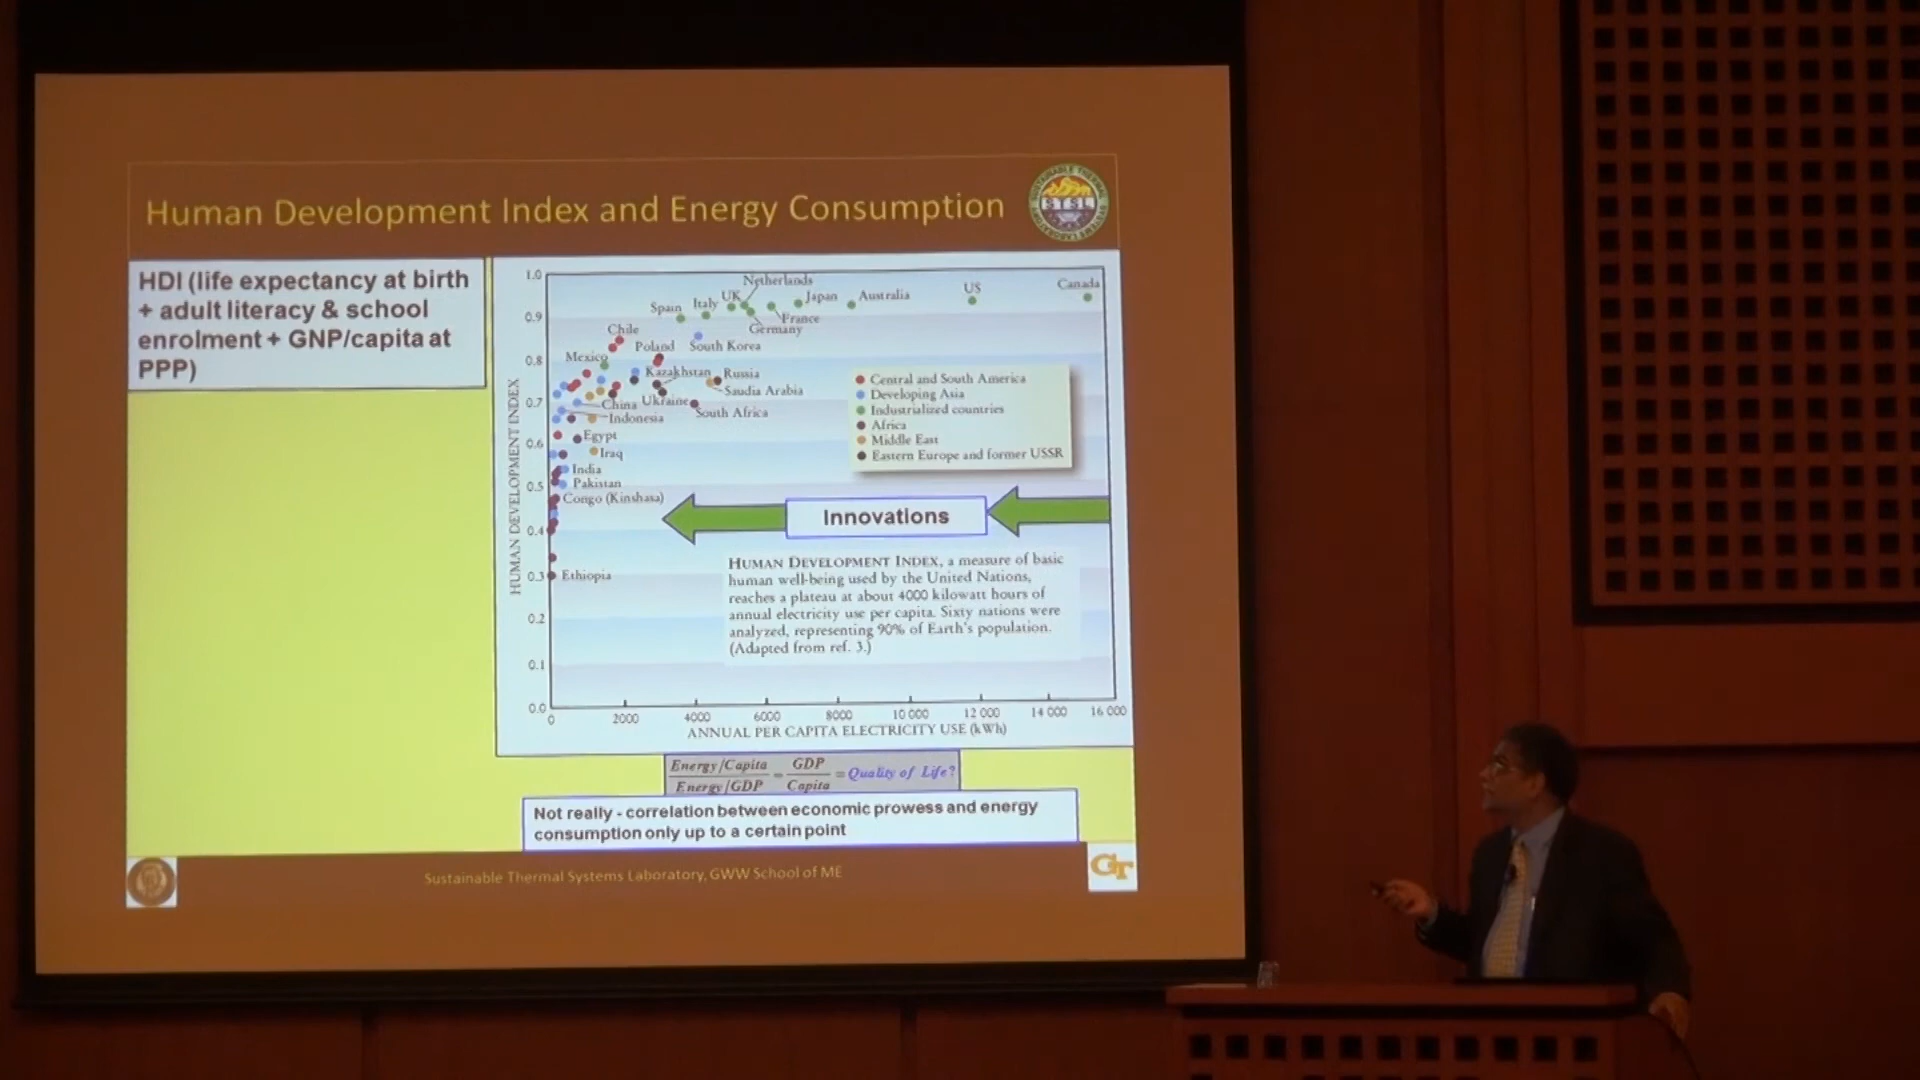 Human Development Index and Energy Consumption
STSL
HDI (life expectancy at birth
+ adult literacy & school
enrolment + GNP/capita at
PPP)
HUMAN DEVELOPMENT INDEX
1.0
0.9
0.8
0.7
0.6
0.5
0.4
0.3
0.2
0.1
0.0
Netherlands
UK
Italy
Spain
Japan
Australia
US
Canada
France
Germany
Chile
Poland
South Korea
Mexico
Kazakhstan
Russia
Saudia Arabia
China
Ukraine
South Africa
Indonesia
Egypt
Iraq
India
Pakistan
Congo (Kinshasa)
Ethiopia
Central and South America
Developing Asia
Industrialized countries
Africa
Middle East
Eastern Europe and former USSR
Innovations
HUMAN DEVELOPMENT INDEX, a measure of basic
human well-being used by the United Nations,
reaches a plateau at about 4000 kilowatt hours of
annual electricity use per capita. Sixty nations were
analyzed, representing 90% of Earth's population.
(Adapted from ref. 3.)
0 2000 4000 6000 8000 10 000 12 000 14 000 16 000
ANNUAL PER CAPITA ELECTRICITY USE (kWh)
Energy/Capita GDP
= = Quality of Life?
Energy/GDP Capita
Not really - correlation between economic prowess and energy
consumption only up to a certain point
Sustainable Thermal Systems Laboratory, GWW School of ME
GT